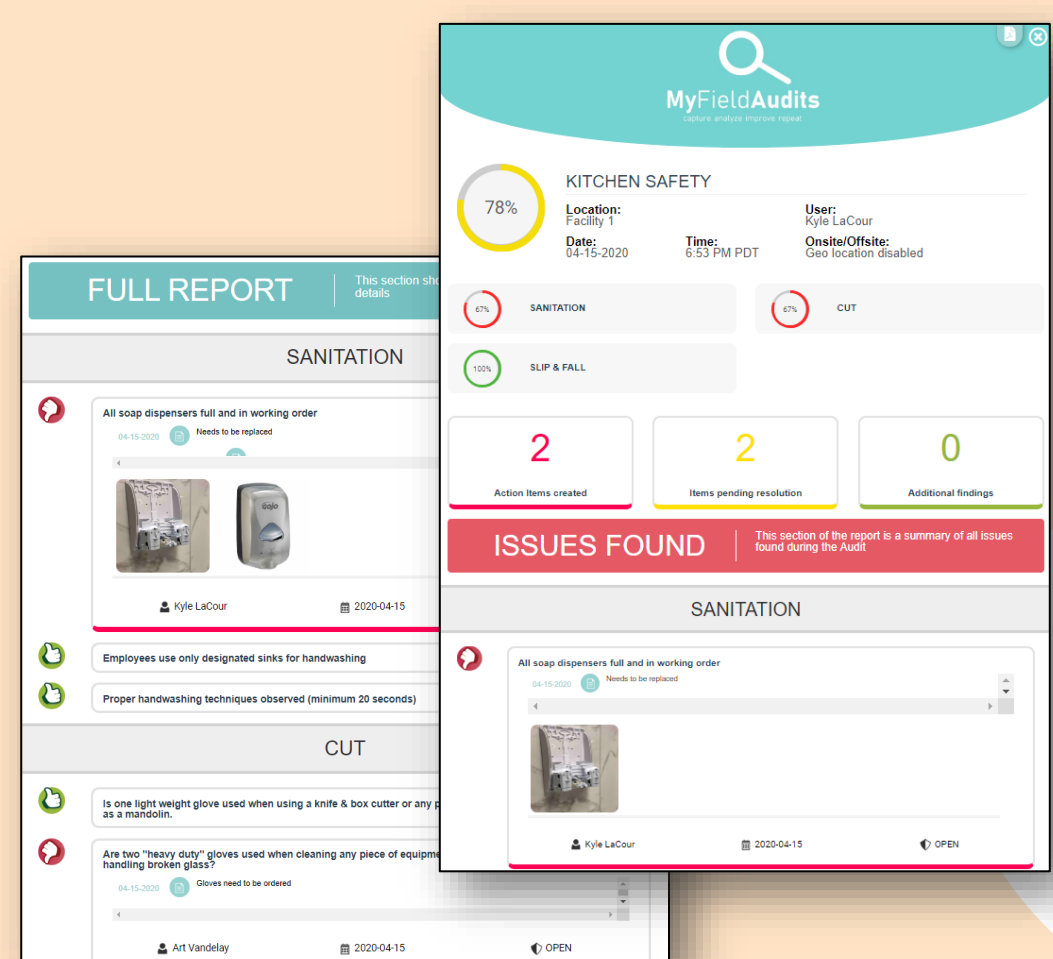 MyFieldAudits
capture analyze improve repeat
78%
KITCHEN SAFETY
Location:
Facility 1
User:
Kyle LaCour
Date:
04-15-2020
Time:
6:53 PM PDT
Onsite/Offsite:
Geo location disabled
67%
SANITATION
67%
CUT
100%
SLIP & FALL
2
Action Items created
2
Items pending resolution
0
Additional findings
ISSUES FOUND
This section of the report is a summary of all issues
found during the Audit
SANITATION
All soap dispensers full and in working order
04-15-2020 Needs to be replaced
Kyle LaCour 2020-04-15 OPEN
FULL REPORT
This section
details
SANITATION
All soap dispensers full and in working order
04-15-2020 Needs to be replaced
GOJO
Kyle LaCour 2020-04-15
Employees use only designated sinks for handwashing
Proper handwashing techniques observed (minimum 20 seconds)
CUT
Is one light weight glove used when using a knife & box cutter or any
as a mandolin.
Are two "heavy duty" gloves used when cleaning any piece of
handling broken glass?
04-15-2020 Gloves need to be ordered
Art Vandelay 2020-04-15 OPEN